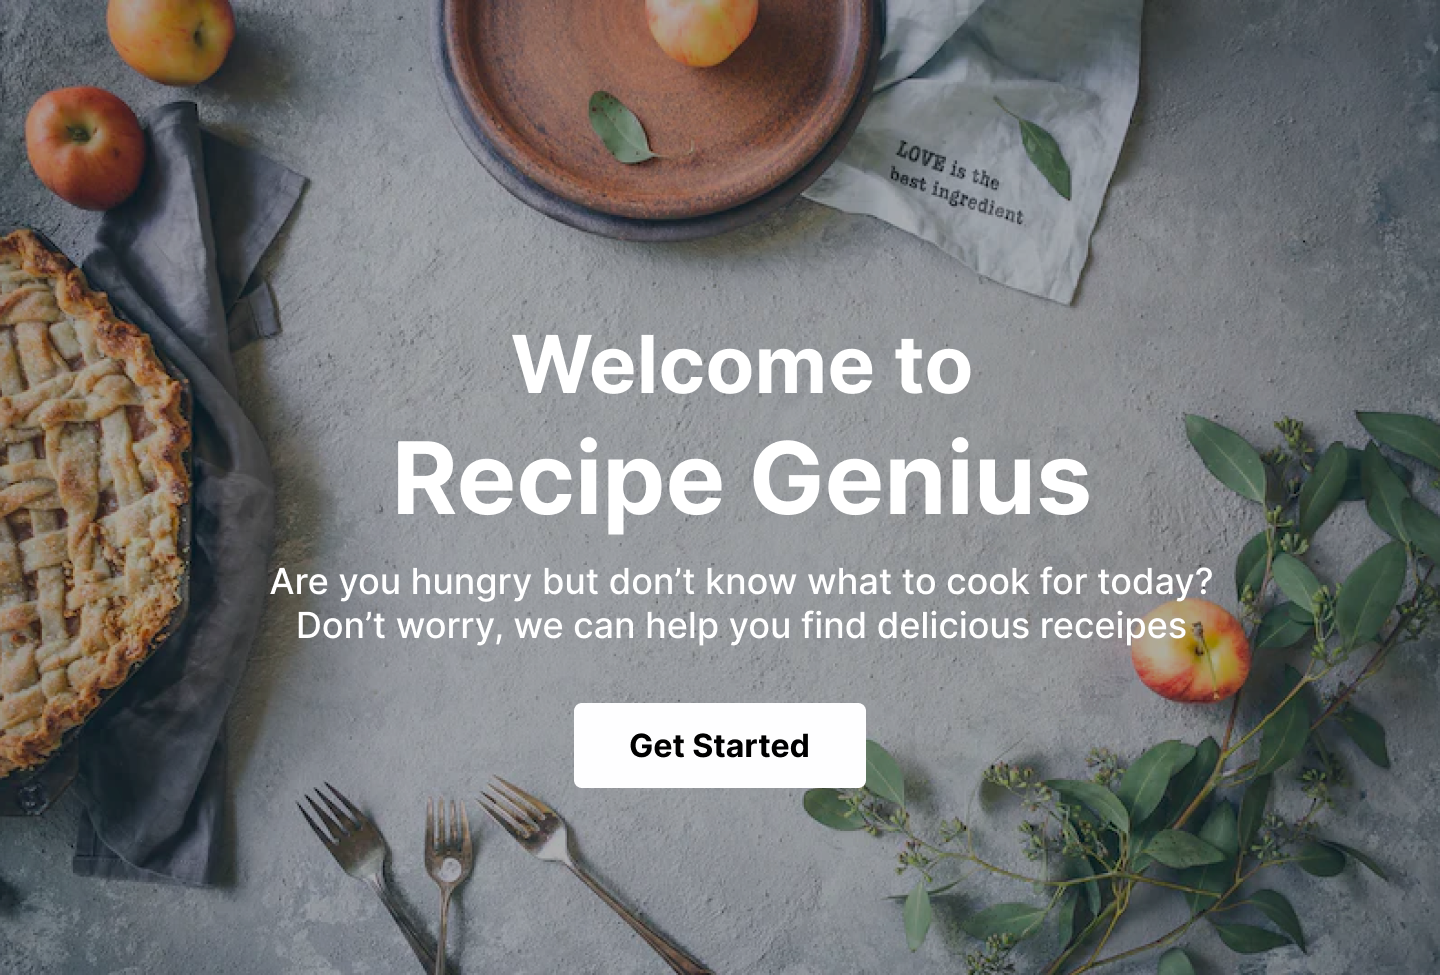 LOVE is the
best ingredient
Welcome to
Recipe Genius
Are you hungry but don’t know what to cook for today?
Don’t worry, we can help you find delicious receipes
Get Started